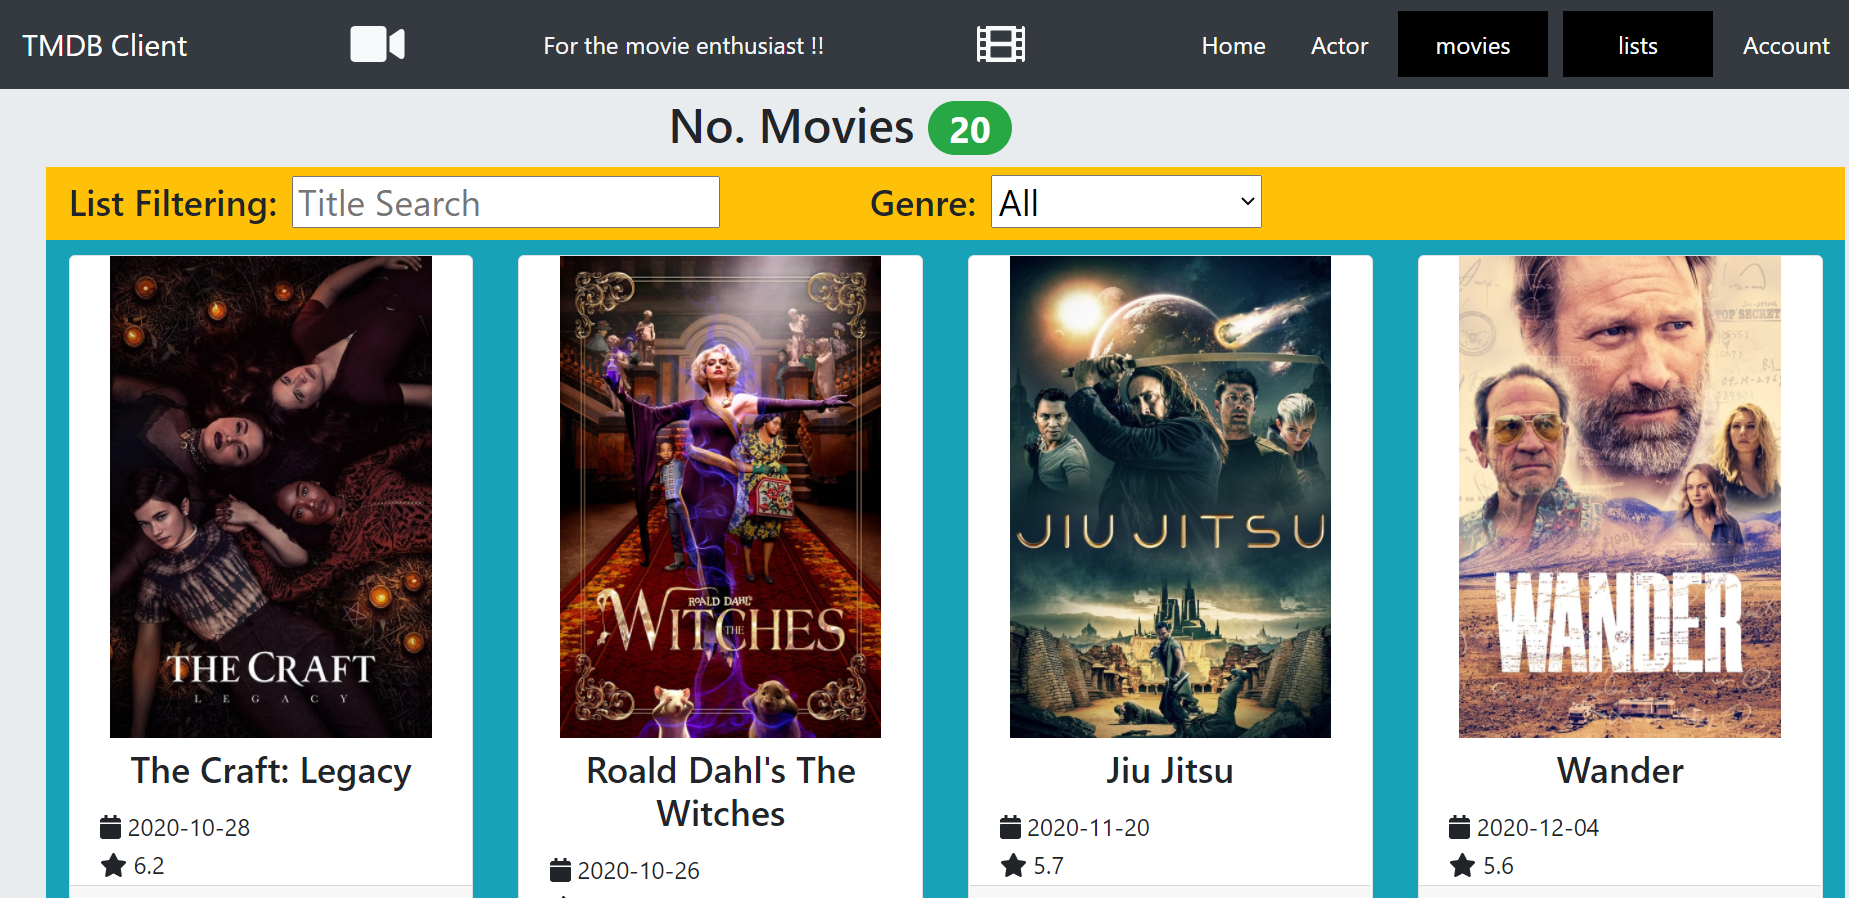 TMDB Client
For the movie enthusiast !!
Home
Actor
movies
lists
Account
No. Movies 20
List Filtering:
Title Search
Genre:
All
THE CRAFT
LEGACY
ROALD DAHL'S
THE
WITCHES
JIU JITSU
TOP SECRET
WANDER
The Craft: Legacy
2020-10-28
6.2
Roald Dahl's The
Witches
2020-10-26
Jiu Jitsu
2020-11-20
5.7
Wander
2020-12-04
5.6